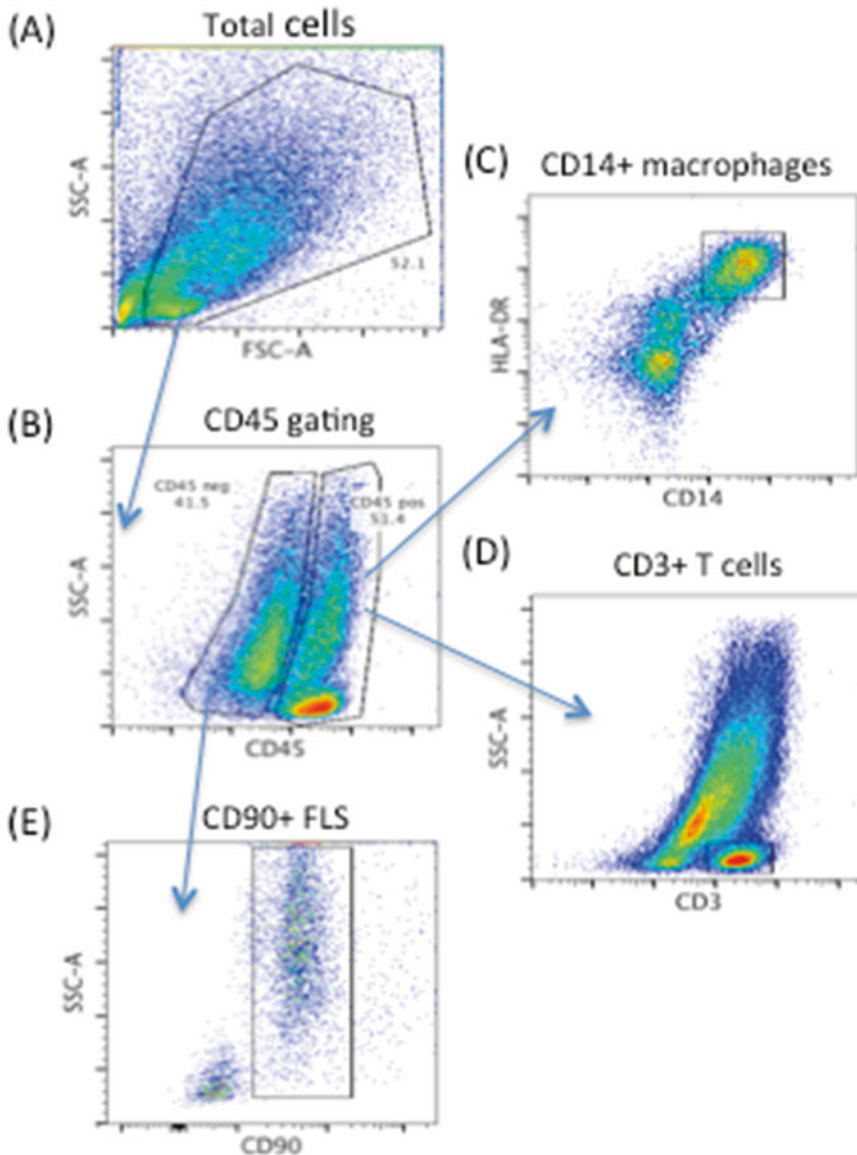 (A)
Total cells
SSC-A
52.1
FSC-A
(B)
CD45 gating
CD45 neg
41.5
CD45 pos
51.4
SSC-A
CD45
(C)
CD14+ macrophages
HLA-DR
CD14
(D)
CD3+ T cells
SSC-A
CD3
(E)
CD90+ FLS
SSC-A
CD90